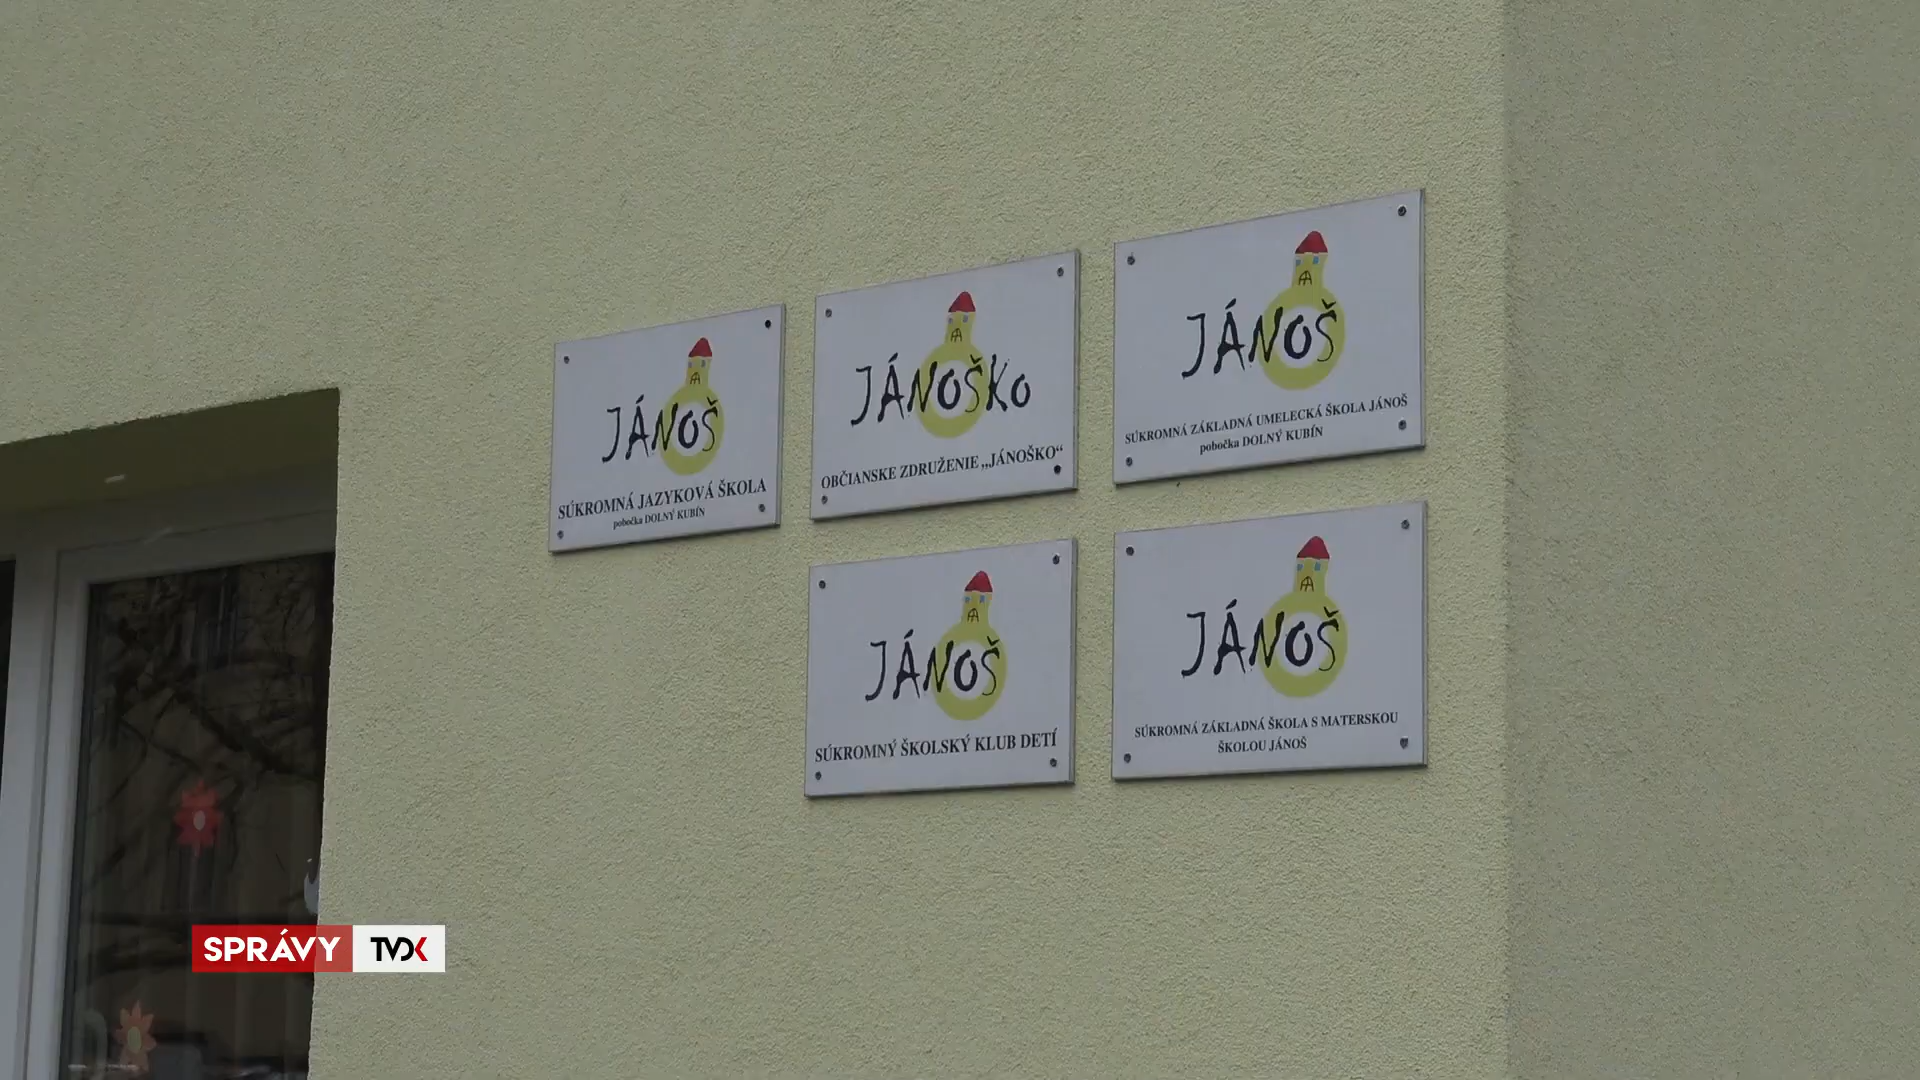 JÁNOŠ
SÚKROMNÁ JAZYKOVÁ ŠKOLA
pobočka DOLNÝ KUBÍN
JÁNOŠKO
OBČIANSKE ZDRUŽENIE „JÁNOŠKO“
JÁNOŠ
SÚKROMNÁ ZÁKLADNÁ UMELECKÁ ŠKOLA JÁNOŠ
pobočka DOLNÝ KUBÍN
JÁNOŠ
SÚKROMNÝ ŠKOLSKÝ KLUB DETÍ
JÁNOŠ
SÚKROMNÁ ZÁKLADNÁ ŠKOLA S MATERSKOU
ŠKOLOU JÁNOŠ
SPRÁVY TVDK